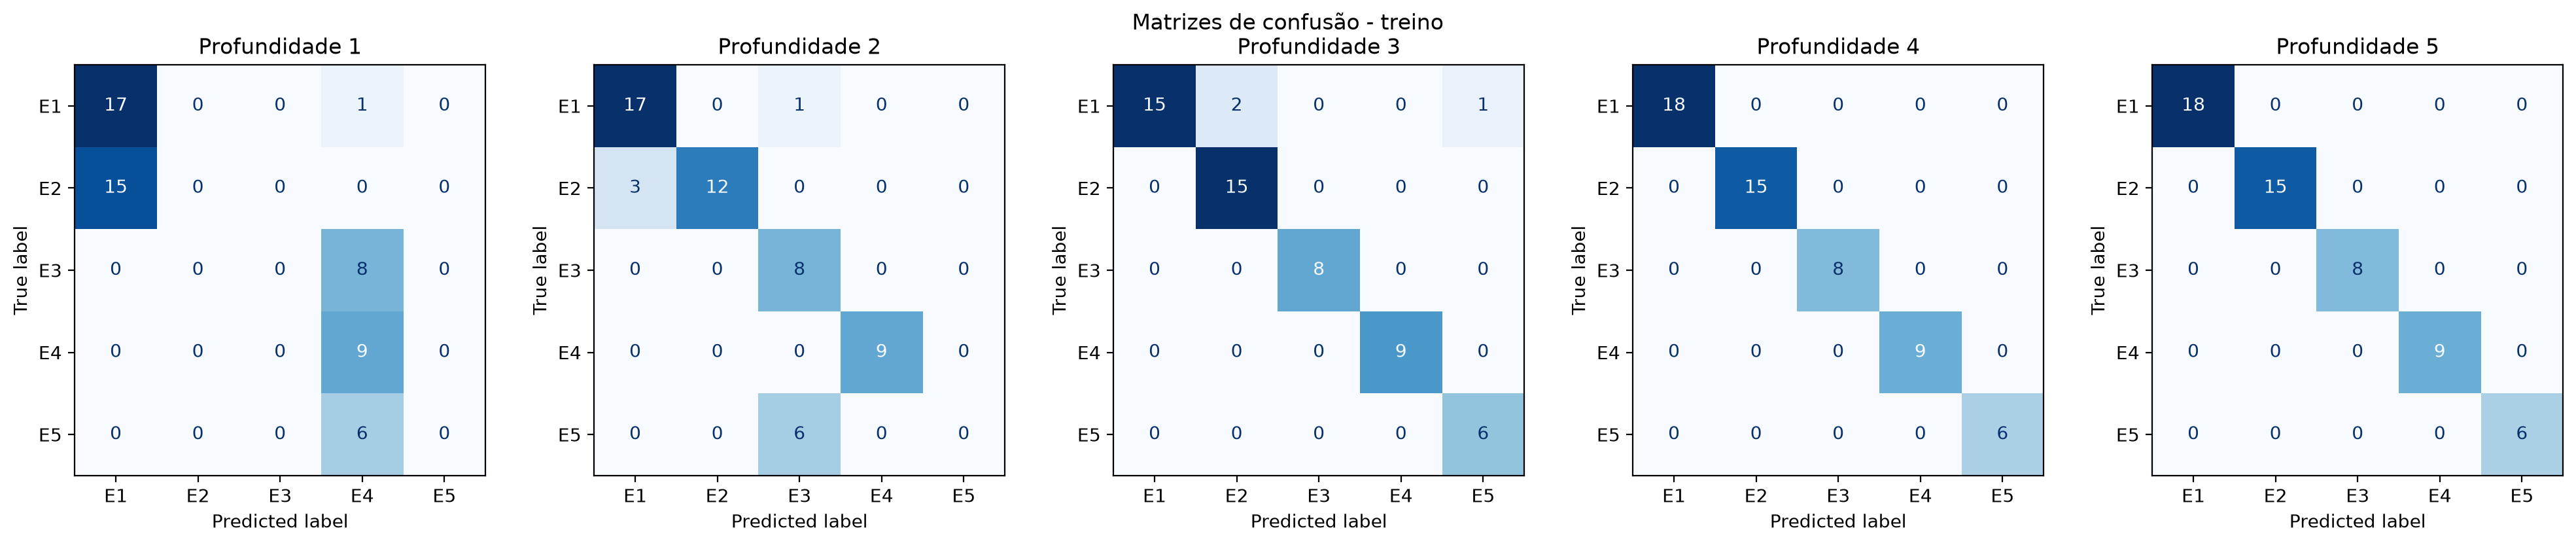 Matrizes de confusão - treino
Profundidade 1
True label
E1 17 0 0 1 0
E2 15 0 0 0 0
E3 0 0 0 8 0
E4 0 0 0 9 0
E5 0 0 0 6 0
E1 E2 E3 E4 E5
Predicted label
Profundidade 2
True label
E1 17 0 1 0 0
E2 3 12 0 0 0
E3 0 0 8 0 0
E4 0 0 0 9 0
E5 0 0 6 0 0
E1 E2 E3 E4 E5
Predicted label
Profundidade 3
True label
E1 15 2 0 0 1
E2 0 15 0 0 0
E3 0 0 8 0 0
E4 0 0 0 9 0
E5 0 0 0 0 6
E1 E2 E3 E4 E5
Predicted label
Profundidade 4
True label
E1 18 0 0 0 0
E2 0 15 0 0 0
E3 0 0 8 0 0
E4 0 0 0 9 0
E5 0 0 0 0 6
E1 E2 E3 E4 E5
Predicted label
Profundidade 5
True label
E1 18 0 0 0 0
E2 0 15 0 0 0
E3 0 0 8 0 0
E4 0 0 0 9 0
E5 0 0 0 0 6
E1 E2 E3 E4 E5
Predicted label